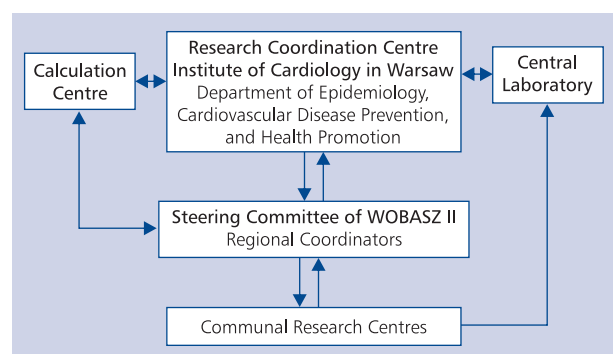 Calculation
Centre
Research Coordination Centre
Institute of Cardiology in Warsaw
Department of Epidemiology,
Cardiovascular Disease Prevention,
and Health Promotion
Central
Laboratory
Steering Committee of WOBASZ II
Regional Coordinators
Communal Research Centres